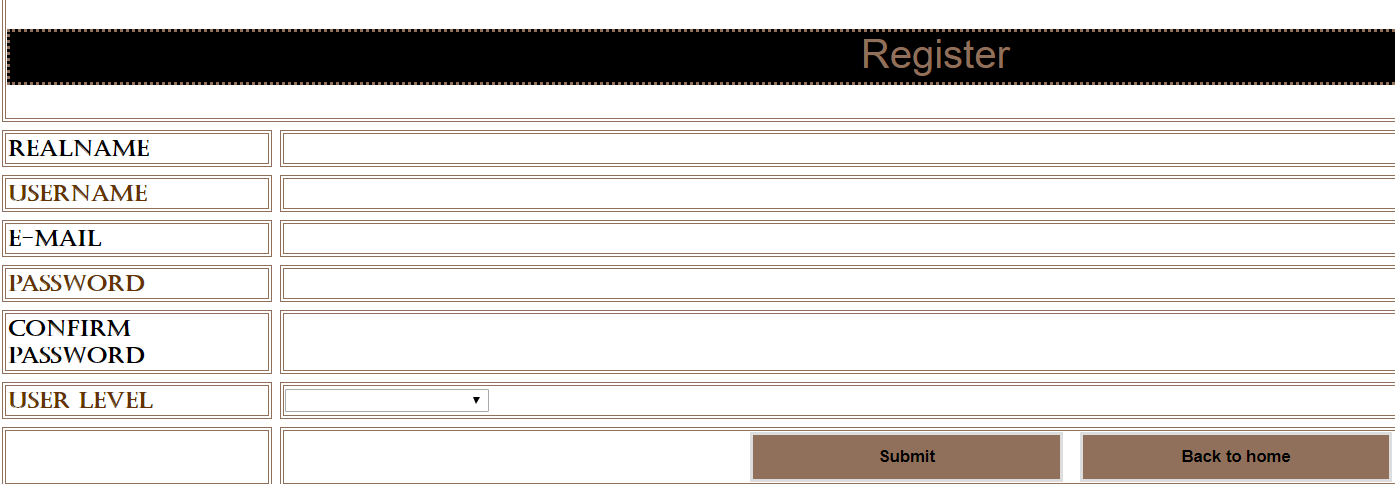 Register
REALNAME
USERNAME
E-MAIL
PASSWORD
CONFIRM
PASSWORD
USER LEVEL
Submit
Back to home